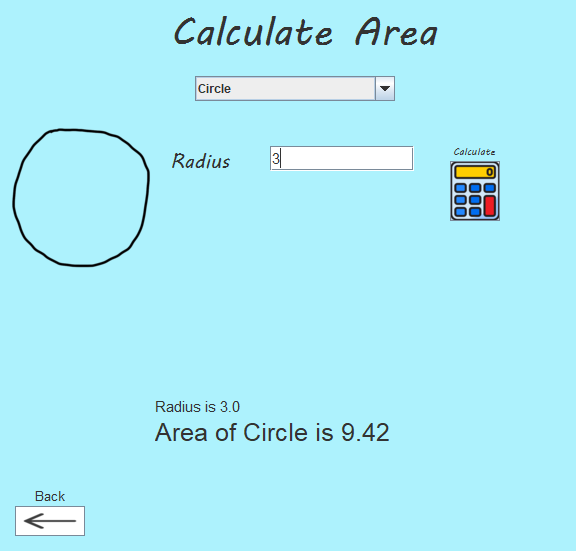 Calculate Area
Circle
Radius 3
Calculate
0
Radius is 3.0
Area of Circle is 9.42
Back